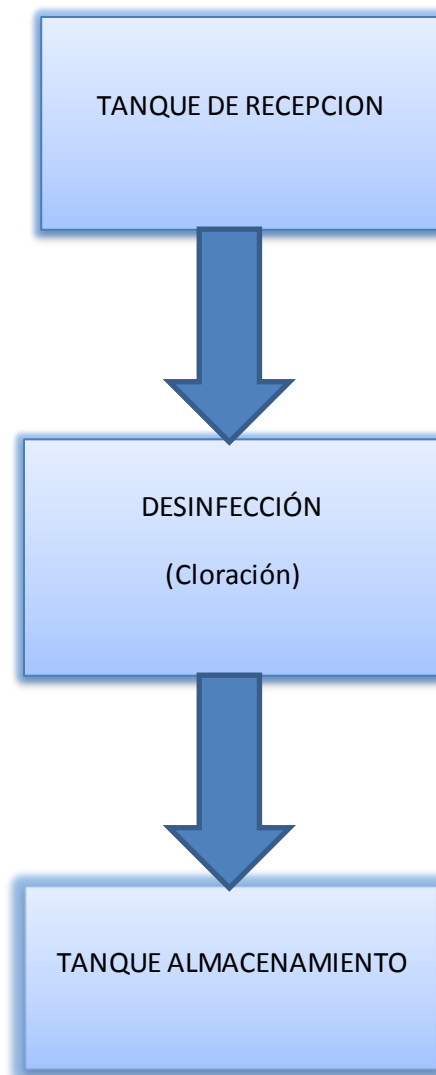 TANQUE DE RECEPCION
DESINFECCIÓN
(Cloración)
TANQUE ALMACENAMIENTO